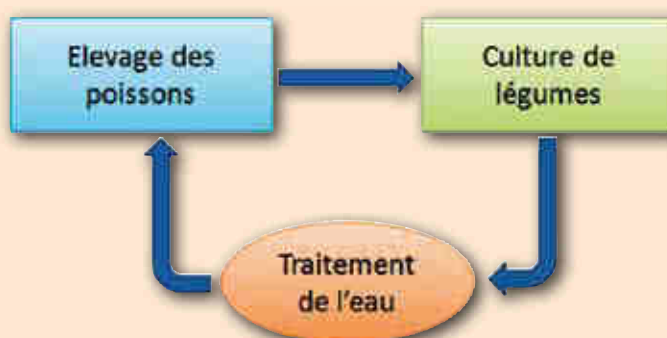 Elevage des
poissons
Culture de
légumes
Traitement
de l'eau